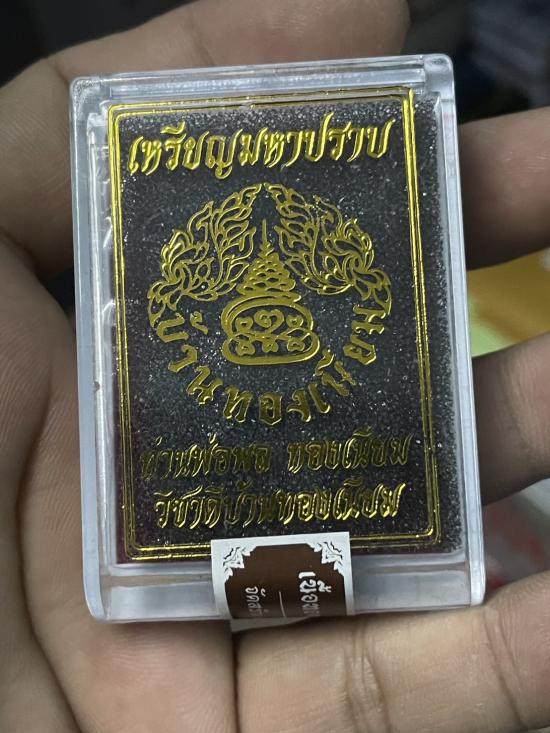 เหรียญมหาปราบ
บ้านทองเนียม
ท่านพ่อพล ทองเนียม
วิชาดีบ้านทองเนียม